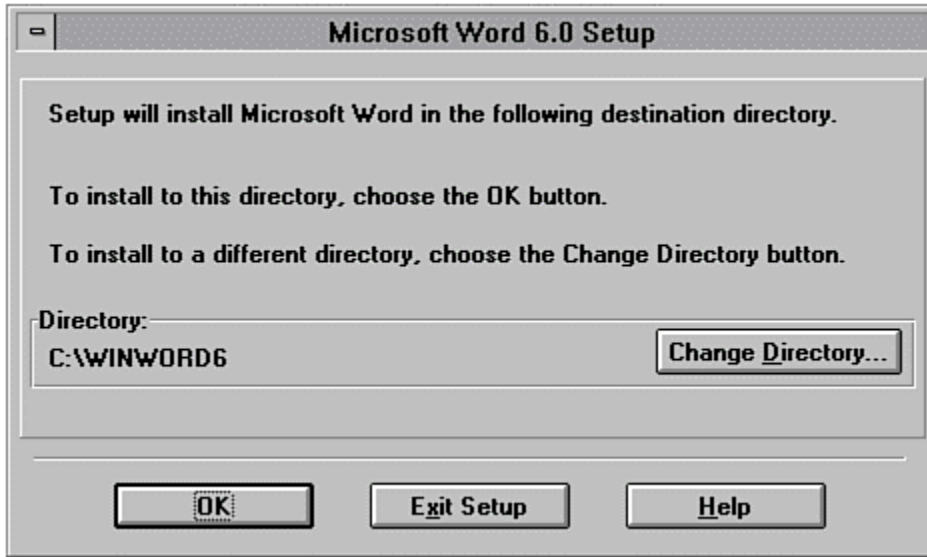 Microsoft Word 6.0 Setup
Setup will install Microsoft Word in the following destination directory.
To install to this directory, choose the OK button.
To install to a different directory, choose the Change Directory button.
Directory:
C:\WINWORD6
Change Directory...
OK
Exit Setup
Help